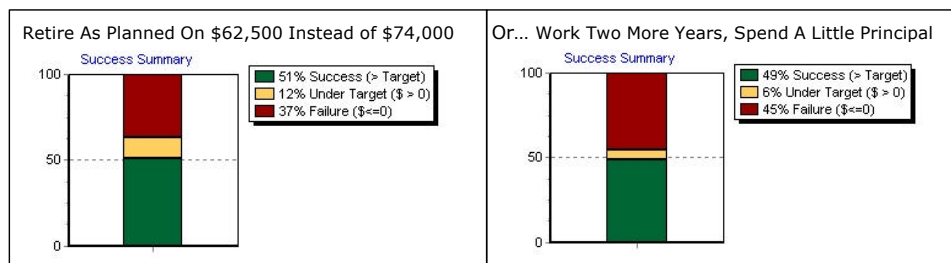 Retire As Planned On $62,500 Instead of $74,000
Success Summary
100
50
0
51% Success (> Target)
12% Under Target ($ > 0)
37% Failure ($<=0)
Or... Work Two More Years, Spend A Little Principal
Success Summary
100
50
0
49% Success (> Target)
6% Under Target ($ > 0)
45% Failure ($<=0)